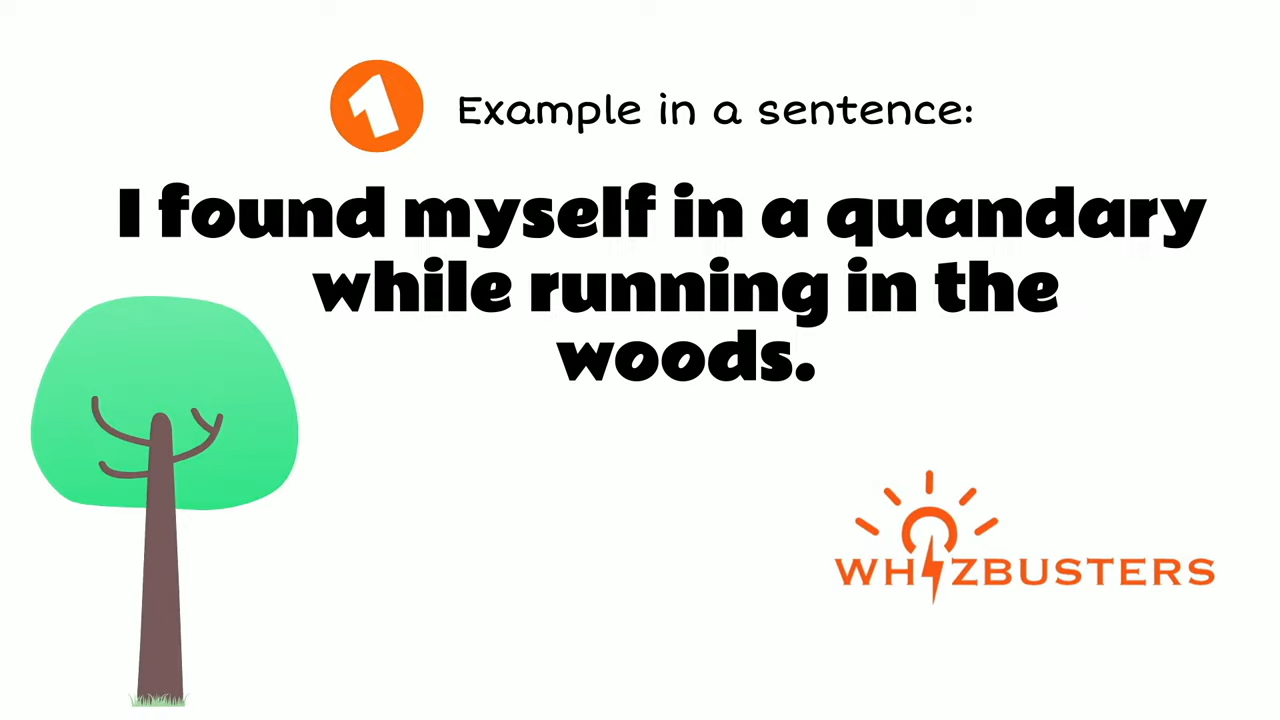 1 Example in a sentence:
I found myself in a quandary
while running in the
woods.
WHIZBUSTERS